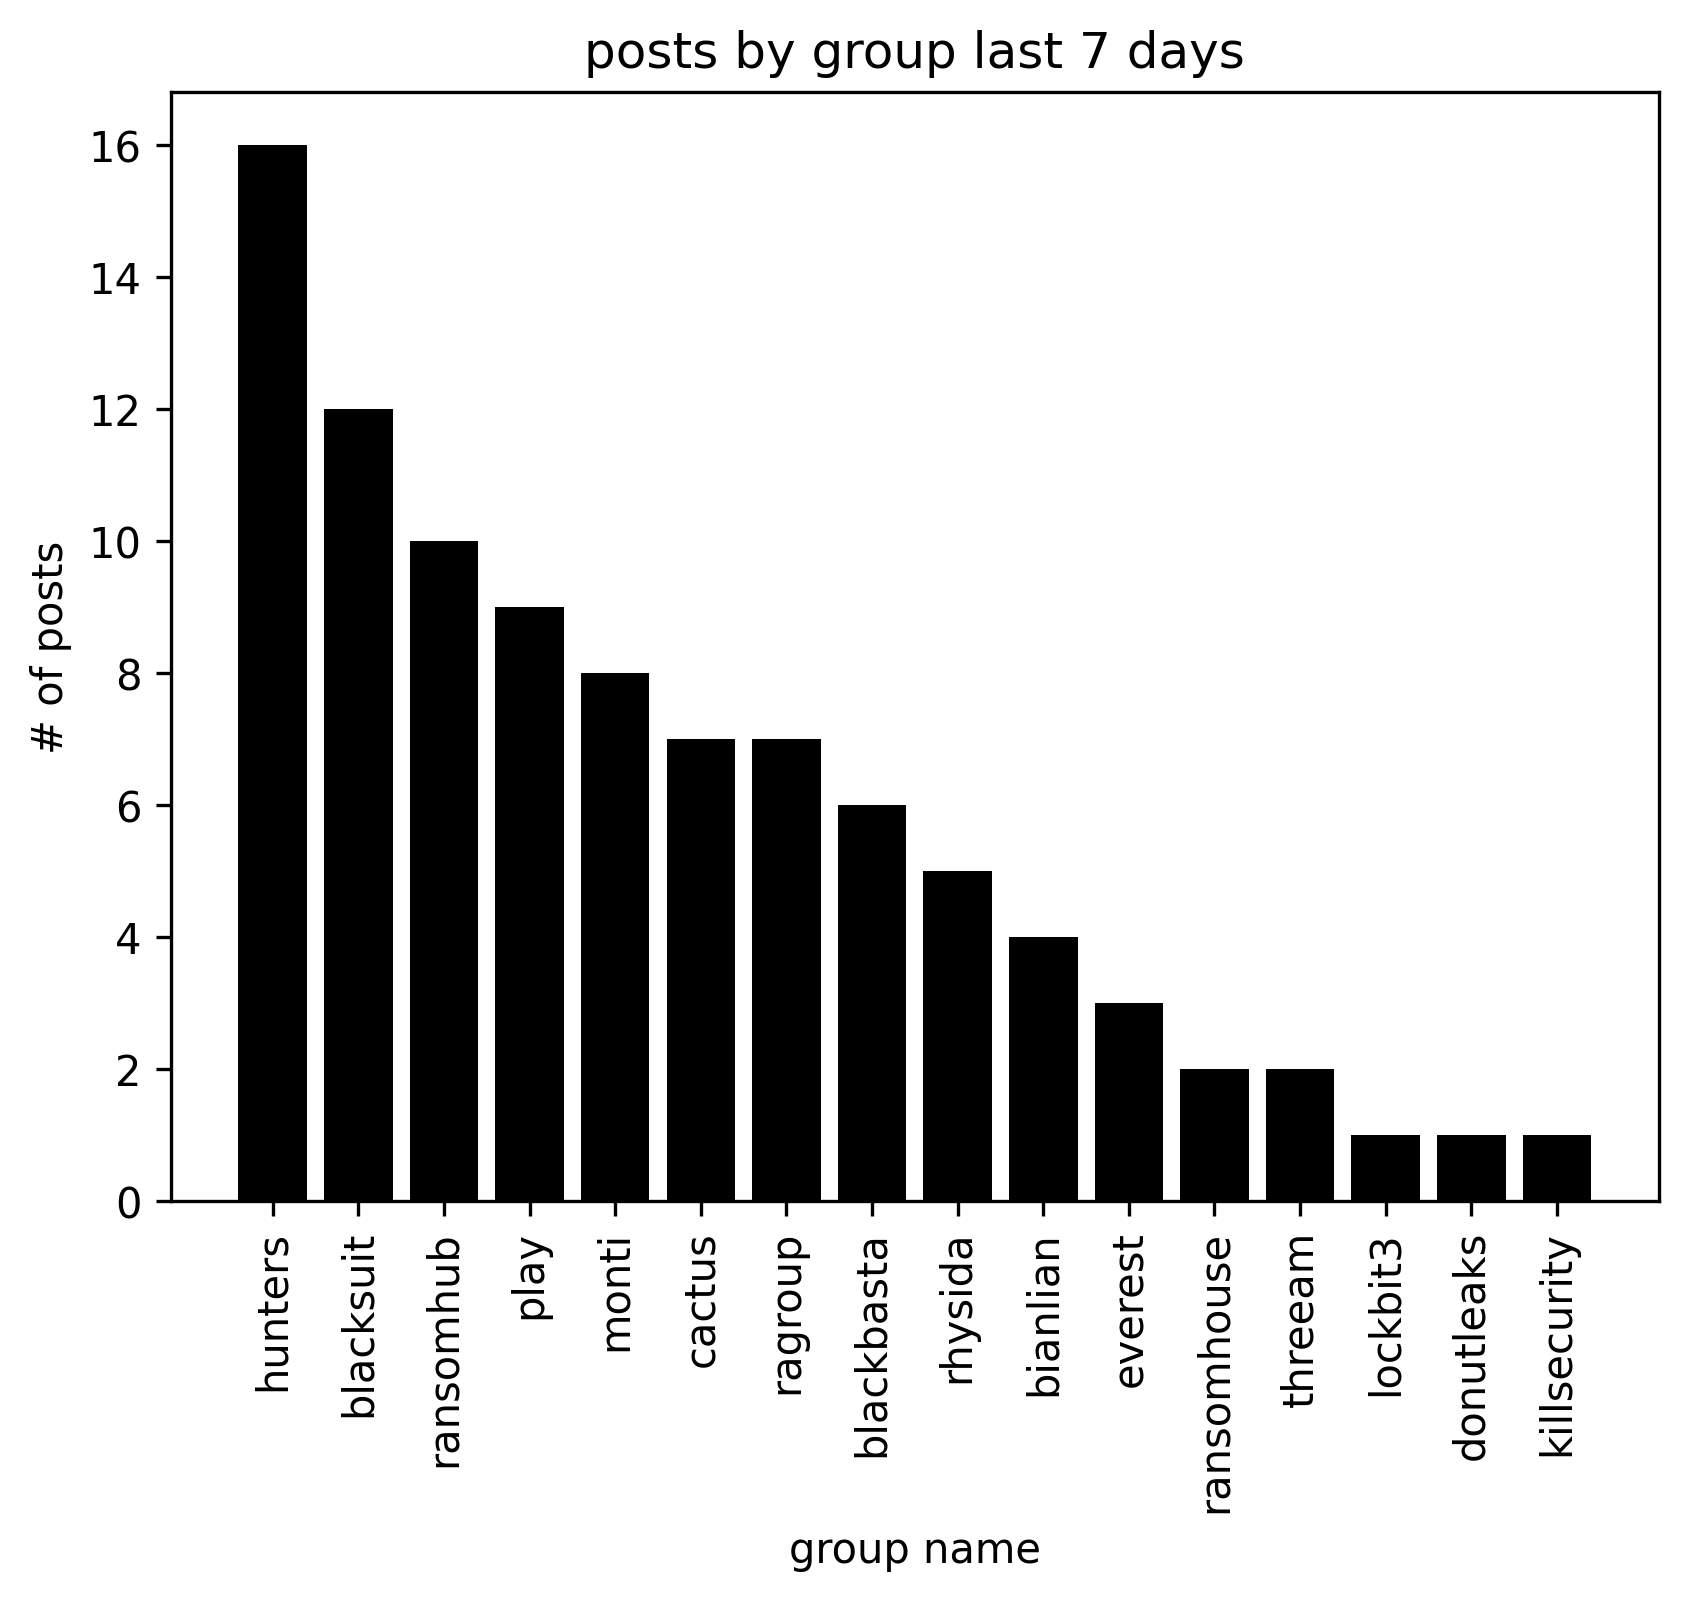 posts by group last 7 days
16
14
12
10
8
6
4
2
0
# of posts
hunters
blacksuit
ransomhub
play
monti
cactus
ragroup
blackbasta
rhysida
bianlian
everest
ransomhouse
threeam
lockbit3
donutleaks
killsecurity
group name